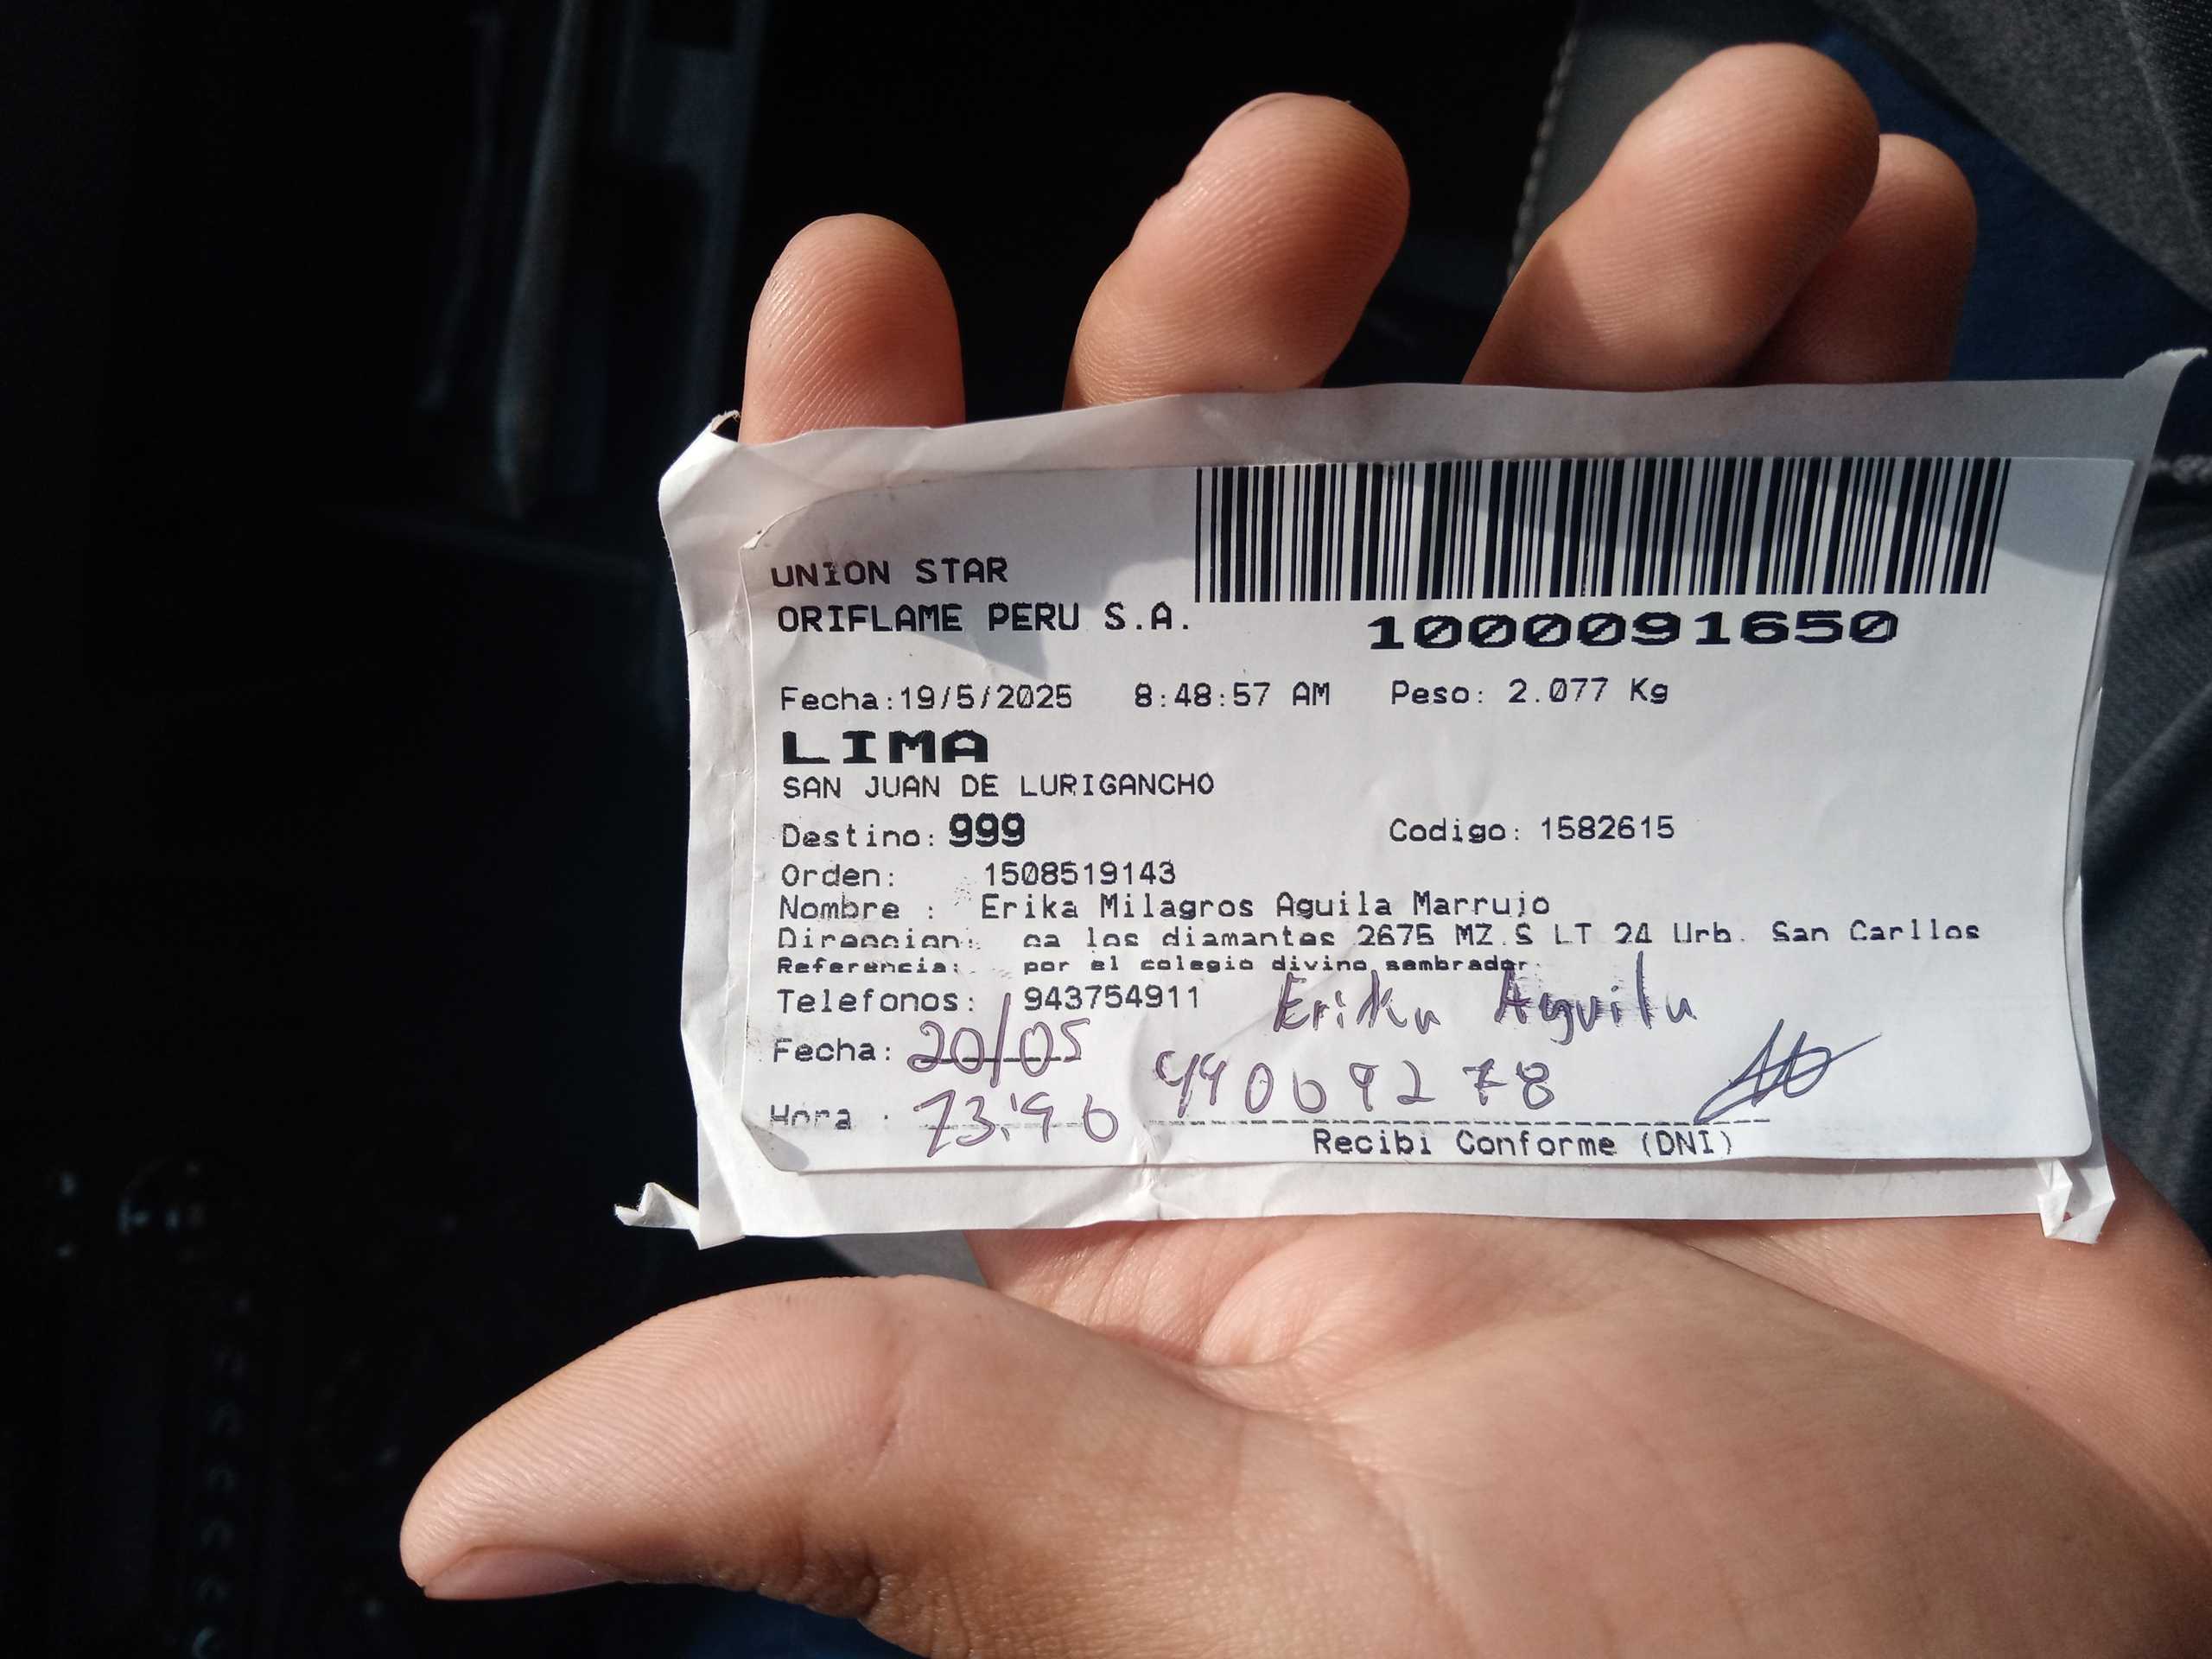 UNION STAR
ORIFLAME PERU S.A.
1000091650
Fecha:19/5/2025 8:48:57 AM Peso: 2.077 Kg
LIMA
SAN JUAN DE LURIGANCHO
Destino: 999 Codigo: 1582615
Orden: 1508519143
Nombre : Erika Milagros Aguila Marrujo
Direccion: ca los diamantes 2675 MZ.S LT 24 Urb. San Carllos
Referencia: por el colegio divino sembrador
Telefonos: 943754911 Erika Aguila
Fecha: 20/05
Hora :
Recibi Conforme (DNI)